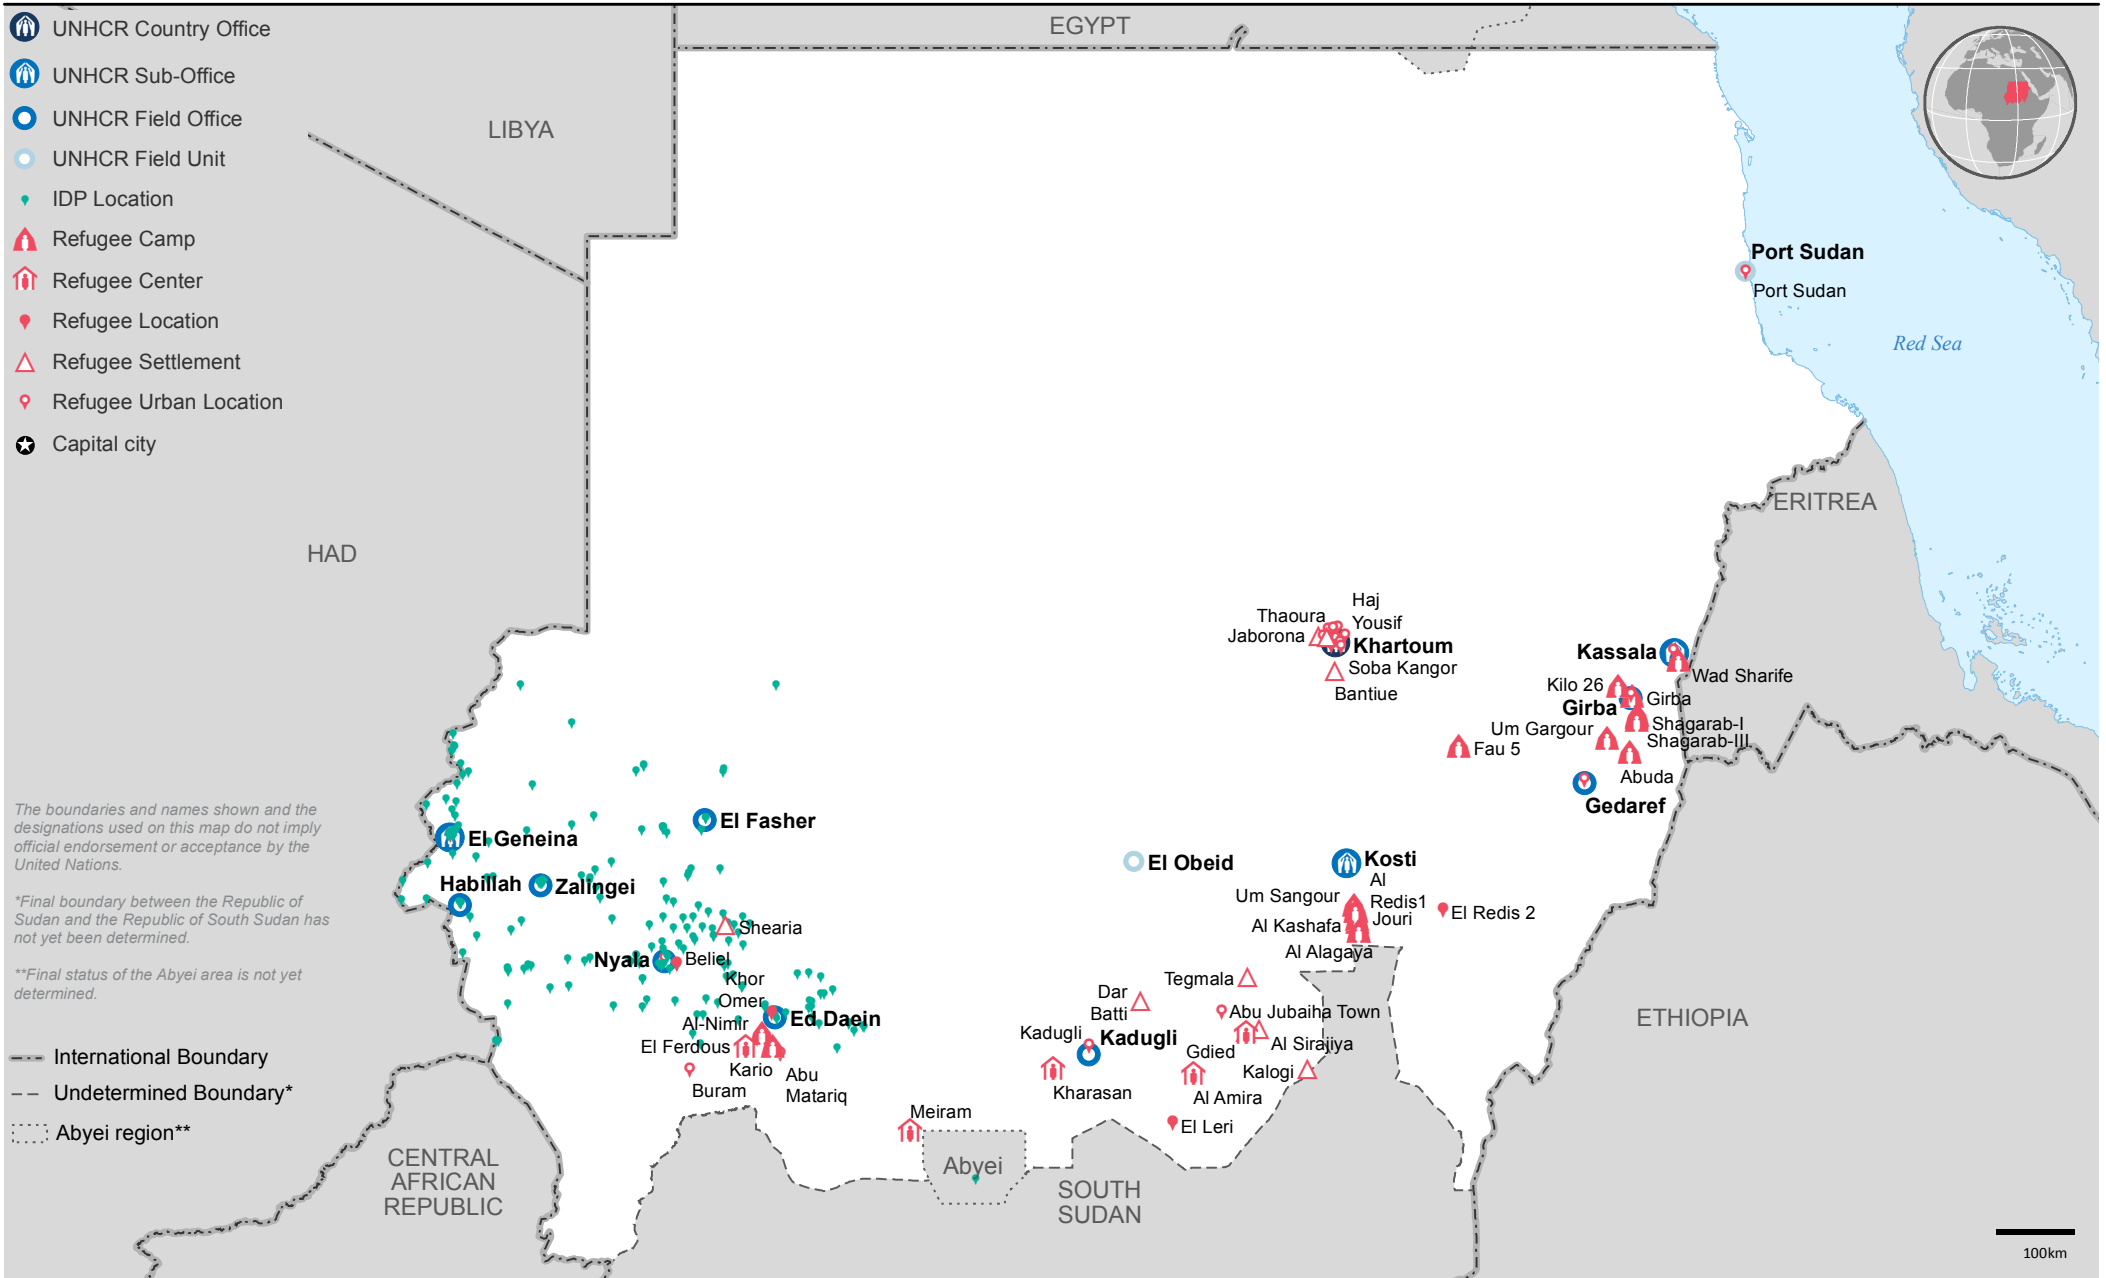 UNHCR Country Office
UNHCR Sub-Office
UNHCR Field Office
UNHCR Field Unit
IDP Location
Refugee Camp
Refugee Center
Refugee Location
Refugee Settlement
Refugee Urban Location
Capital city
EGYPT
LIBYA
HAD
Port Sudan
Port Sudan
Red Sea
ERITREA
Haj
Yousif
Thaoura
Jaborona
Khartoum
Soba Kangor
Bantiue
Kassala
Wad Sharife
Kilo 26
Girba
Girba
Shagarab-I
Um Gargour
Shagarab-III
Fau 5
Abuda
Gedaref
El Fasher
El Geneina
Habillah
Zalingei
El Obeid
Kosti
Al
Redis1
Um Sangour
Jouri
El Redis 2
Al Kashafa
Al Alagaya
Shearia
Nyala
Beliel
Khor
Omer
Ed Daein
Al-Nimir
El Ferdous
Kario
Abu
Matariq
Buram
Meiram
Tegmala
Dar
Batti
Abu Jubaiha Town
Kadugli
Kadugli
Al Sirajiya
Gdied
Kalogi
Kharasan
Al Amira
El Leri
Abyei
ETHIOPIA
SOUTH
SUDAN
CENTRAL
AFRICAN
REPUBLIC
The boundaries and names shown and the
designations used on this map do not imply
official endorsement or acceptance by the
United Nations.
*Final boundary between the Republic of
Sudan and the Republic of South Sudan has
not yet been determined.
**Final status of the Abyei area is not yet
determined.
International Boundary
Undetermined Boundary*
Abyei region**
100km